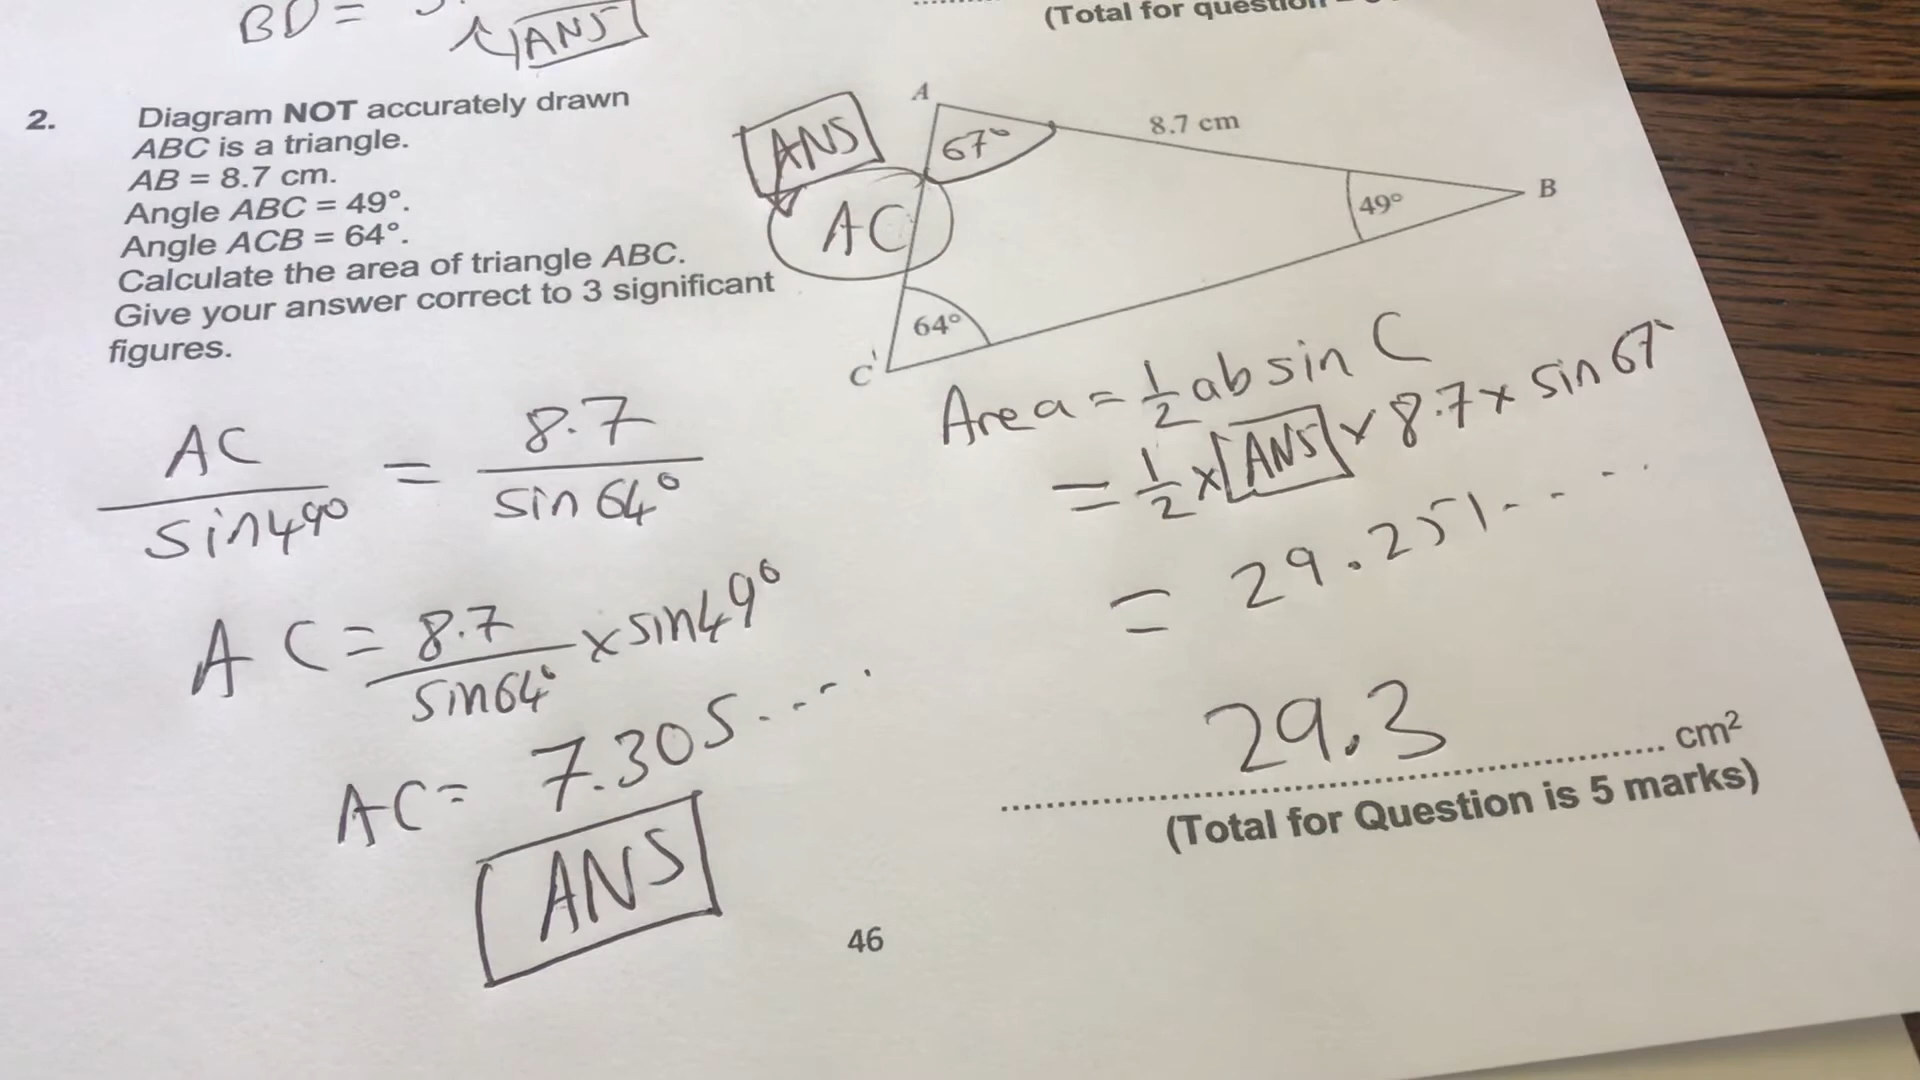 BD =
ANS
(Total for question
2.
Diagram NOT accurately drawn
ABC is a triangle.
AB = 8.7 cm.
Angle ABC = 49°.
Angle ACB = 64°.
Calculate the area of triangle ABC.
Give your answer correct to 3 significant
figures.
A
67°
8.7 cm
ANS
AC
49°
B
64°
C
AC / sin49° = 8.7 / sin64°
AC = 8.7 / sin64° × sin49°
AC = 7.305....
ANS
Area = 1/2 ab sin C
= 1/2 × ANS × 8.7 × sin 67°
= 29.251....
29.3
cm²
(Total for Question is 5 marks)
46